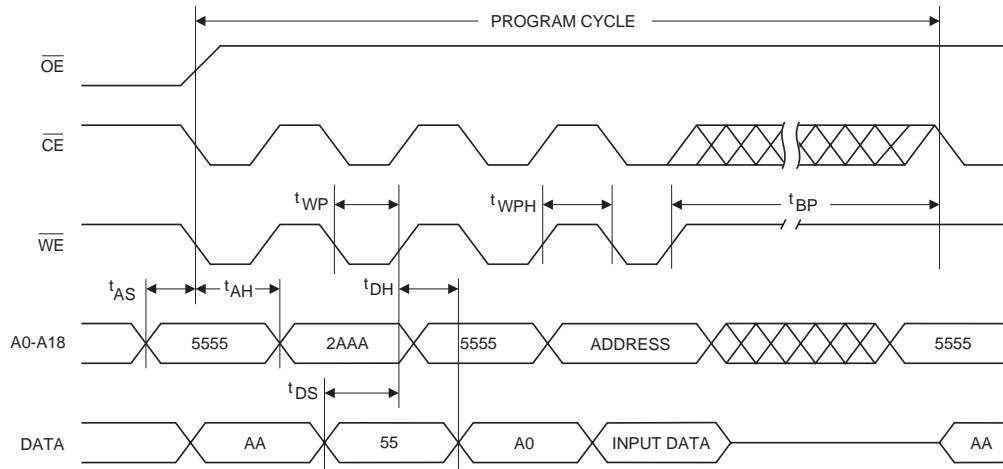 PROGRAM CYCLE
OE
CE
tWP
tWPH
tBP
WE
tAS
tAH
tDH
A0-A18
5555
2AAA
5555
ADDRESS
5555
tDS
DATA
AA
55
A0
INPUT DATA
AA